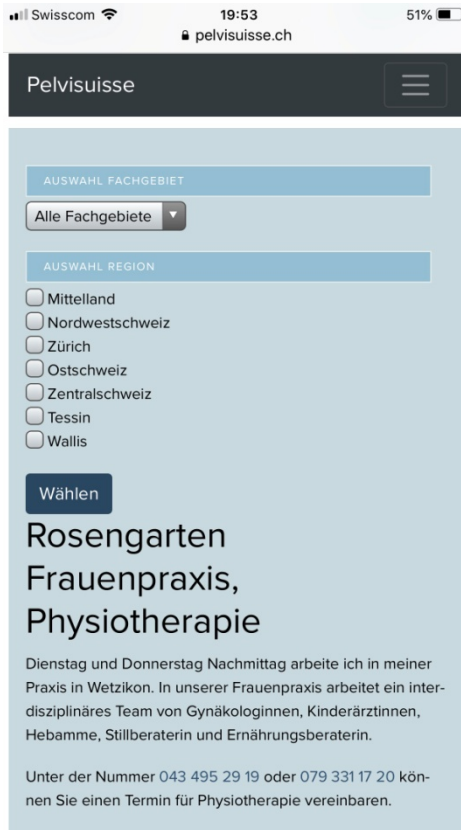 Swisscom
19:53
51%
pelvisuisse.ch
Pelvisuisse
AUSWAHL FACHGEBIET
Alle Fachgebiete
AUSWAHL REGION
Mittelland
Nordwestschweiz
Zürich
Ostschweiz
Zentralschweiz
Tessin
Wallis
Wählen
Rosengarten
Frauenpraxis,
Physiotherapie
Dienstag und Donnerstag Nachmittag arbeite ich in meiner
Praxis in Wetzikon. In unserer Frauenpraxis arbeitet ein inter-
disziplinäres Team von Gynäkologinnen, Kinderärztinnen,
Hebamme, Stillberaterin und Ernährungsberaterin.
Unter der Nummer 043 495 29 19 oder 079 331 17 20 kön-
nen Sie einen Termin für Physiotherapie vereinbaren.